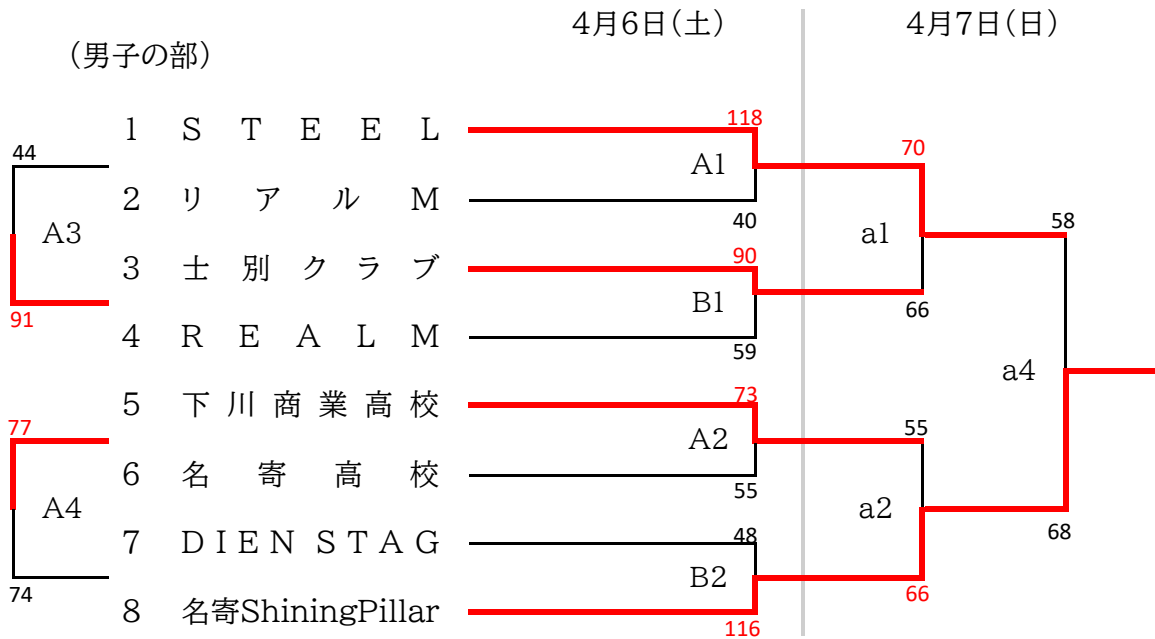 4月6日(土)
4月7日(日)
(男子の部)
1 STEEL
118
70
44
A1
2 リアルM
40
58
A3
a1
3 士別クラブ
90
91
B1
66
4 REALM
59
a4
5 下川商業高校
73
77
A2
55
6 名寄高校
55
A4
a2
7 DIENSTAG
48
68
74
B2
66
8 名寄ShiningPillar
116